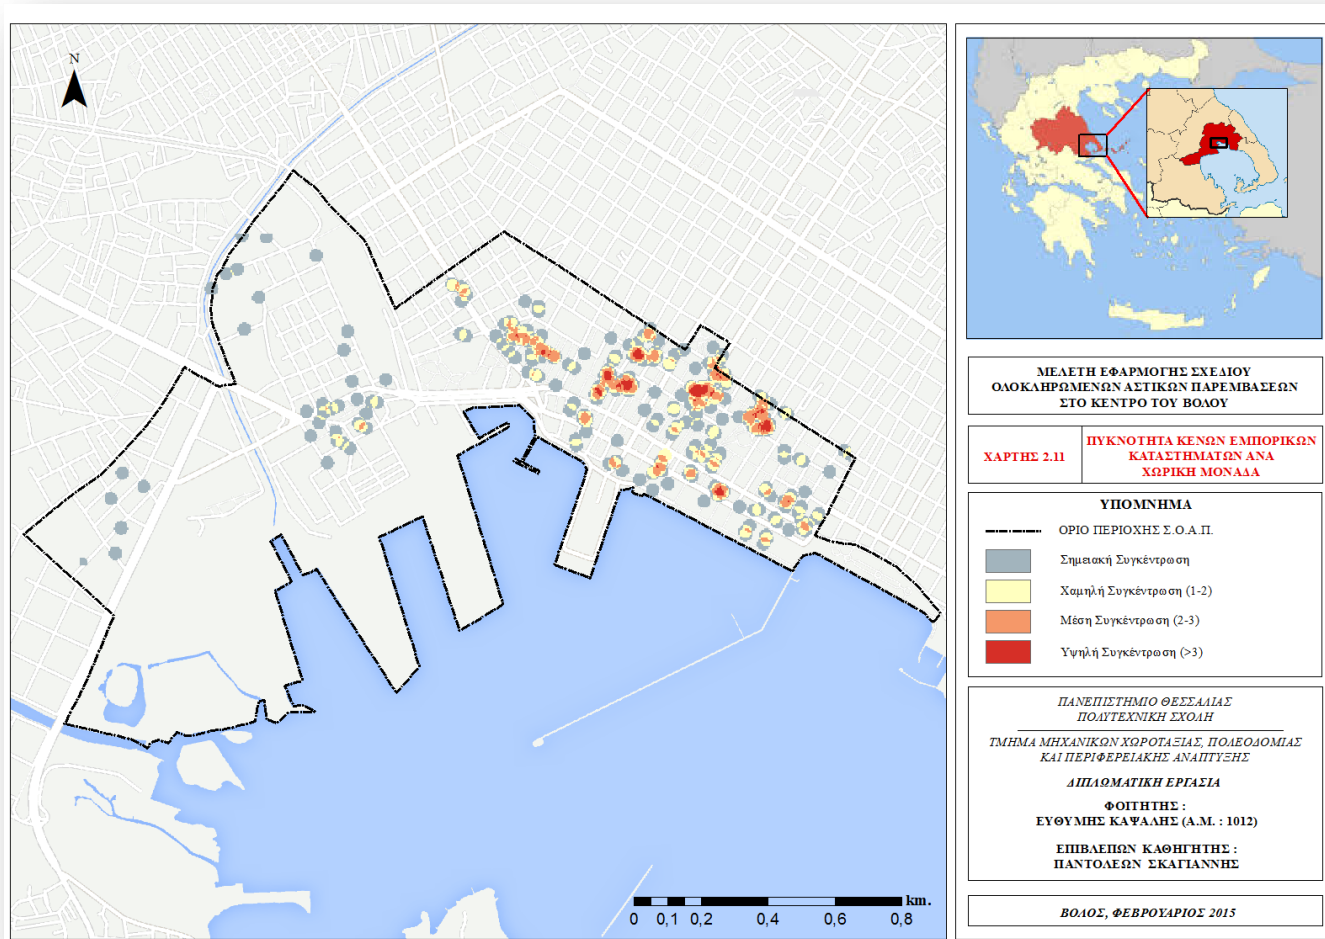 N
ΜΕΛΕΤΗ ΕΦΑΡΜΟΓΗΣ ΣΧΕΔΙΟΥ
ΟΛΟΚΛΗΡΩΜΕΝΩΝ ΑΣΤΙΚΩΝ ΠΑΡΕΜΒΑΣΕΩΝ
ΣΤΟ ΚΕΝΤΡΟ ΤΟΥ ΒΟΛΟΥ
ΧΑΡΤΗΣ 2.11
ΠΥΚΝΟΤΗΤΑ ΚΕΝΩΝ ΕΜΠΟΡΙΚΩΝ
ΚΑΤΑΣΤΗΜΑΤΩΝ ΑΝΑ
ΧΩΡΙΚΗ ΜΟΝΑΔΑ
ΥΠΟΜΝΗΜΑ
ΟΡΙΟ ΠΕΡΙΟΧΗΣ Σ.Ο.Α.Π.
Σημειακή Συγκέντρωση
Χαμηλή Συγκέντρωση (1-2)
Μέση Συγκέντρωση (2-3)
Υψηλή Συγκέντρωση (>3)
ΠΑΝΕΠΙΣΤΗΜΙΟ ΘΕΣΣΑΛΙΑΣ
ΠΟΛΥΤΕΧΝΙΚΗ ΣΧΟΛΗ
ΤΜΗΜΑ ΜΗΧΑΝΙΚΩΝ ΧΩΡΟΤΑΞΙΑΣ, ΠΟΛΕΟΔΟΜΙΑΣ
ΚΑΙ ΠΕΡΙΦΕΡΕΙΑΚΗΣ ΑΝΑΠΤΥΞΗΣ
ΔΙΠΛΩΜΑΤΙΚΗ ΕΡΓΑΣΙΑ
ΦΟΙΤΗΤΗΣ :
ΕΥΘΥΜΗΣ ΚΑΨΑΛΗΣ (Α.Μ. : 1012)
ΕΠΙΒΛΕΠΩΝ ΚΑΘΗΓΗΤΗΣ :
ΠΑΝΤΟΛΕΩΝ ΣΚΑΓΙΑΝΝΗΣ
ΒΟΛΟΣ, ΦΕΒΡΟΥΑΡΙΟΣ 2015
km.
0 0,1 0,2 0,4 0,6 0,8